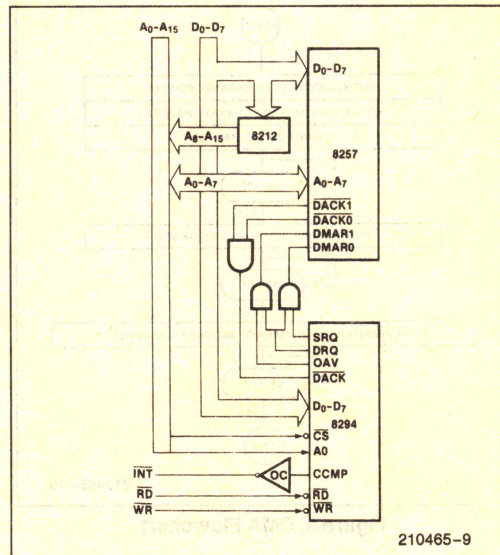 A0–A15 D0–D7
D0–D7
8212
A8–A15
8257
A0–A7
A0–A7
DACK1
DACK0
DMAR1
DMAR0
SRQ
DRQ
OAV
DACK
D0–D7
8294
CS
A0
INT
OC
CCMP
RD
RD
WR
WR
210465–9